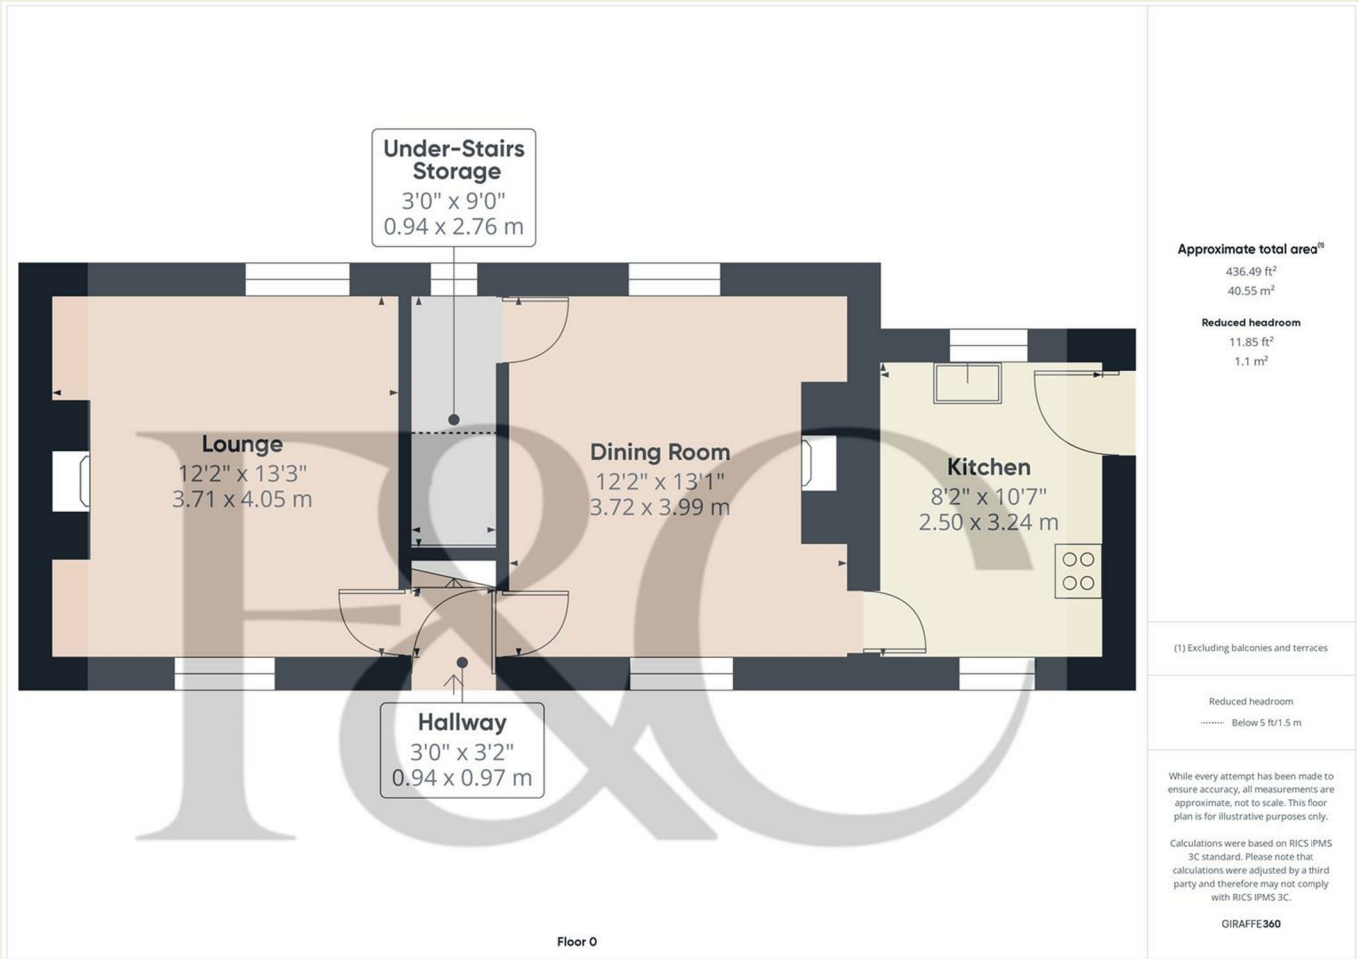 Under-Stairs
Storage
3'0" x 9'0"
0.94 x 2.76 m
Lounge
12'2" x 13'3"
3.71 x 4.05 m
Dining Room
12'2" x 13'1"
3.72 x 3.99 m
Kitchen
8'2" x 10'7"
2.50 x 3.24 m
Hallway
3'0" x 3'2"
0.94 x 0.97 m
F&C
Floor 0
Approximate total area(1)
436.49 ft²
40.55 m²
Reduced headroom
11.85 ft²
1.1 m²
(1) Excluding balconies and terraces
Reduced headroom
Below 5 ft/1.5 m
While every attempt has been made to
ensure accuracy, all measurements are
approximate, not to scale. This floor
plan is for illustrative purposes only.
Calculations were based on RICS IPMS
3C standard. Please note that
calculations were adjusted by a third
party and therefore may not comply
with RICS IPMS 3C.
GIRAFFE360